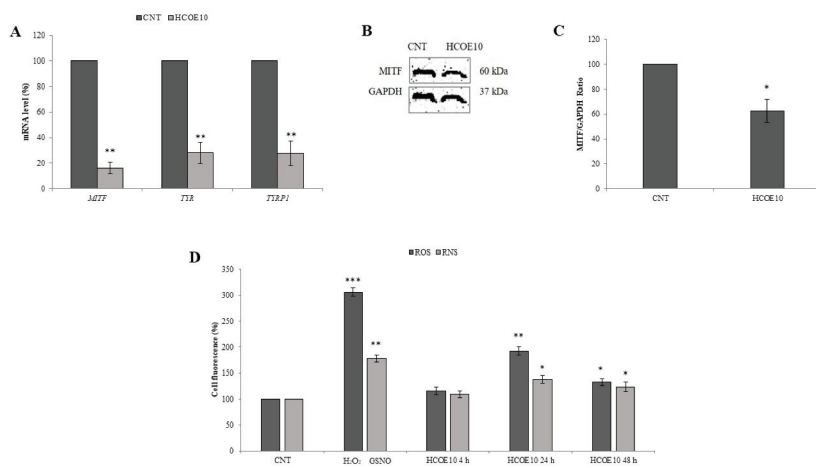 A
CNT HCOE10
mRNA level (%)
120
100
80
60
40
20
0
** ** **
MITF TYR TYRP1
B
CNT HCOE10
MITF 60 kDa
GAPDH 37 kDa
C
MITF/GAPDH Ratio
120
100
80
60
40
20
0
*
CNT HCOE10
D
ROS RNS
Cell fluorescence (%)
350
300
250
200
150
100
50
0
*** ** ** * * *
CNT H₂O₂ GSNO HCOE10 4 h HCOE10 24 h HCOE10 48 h